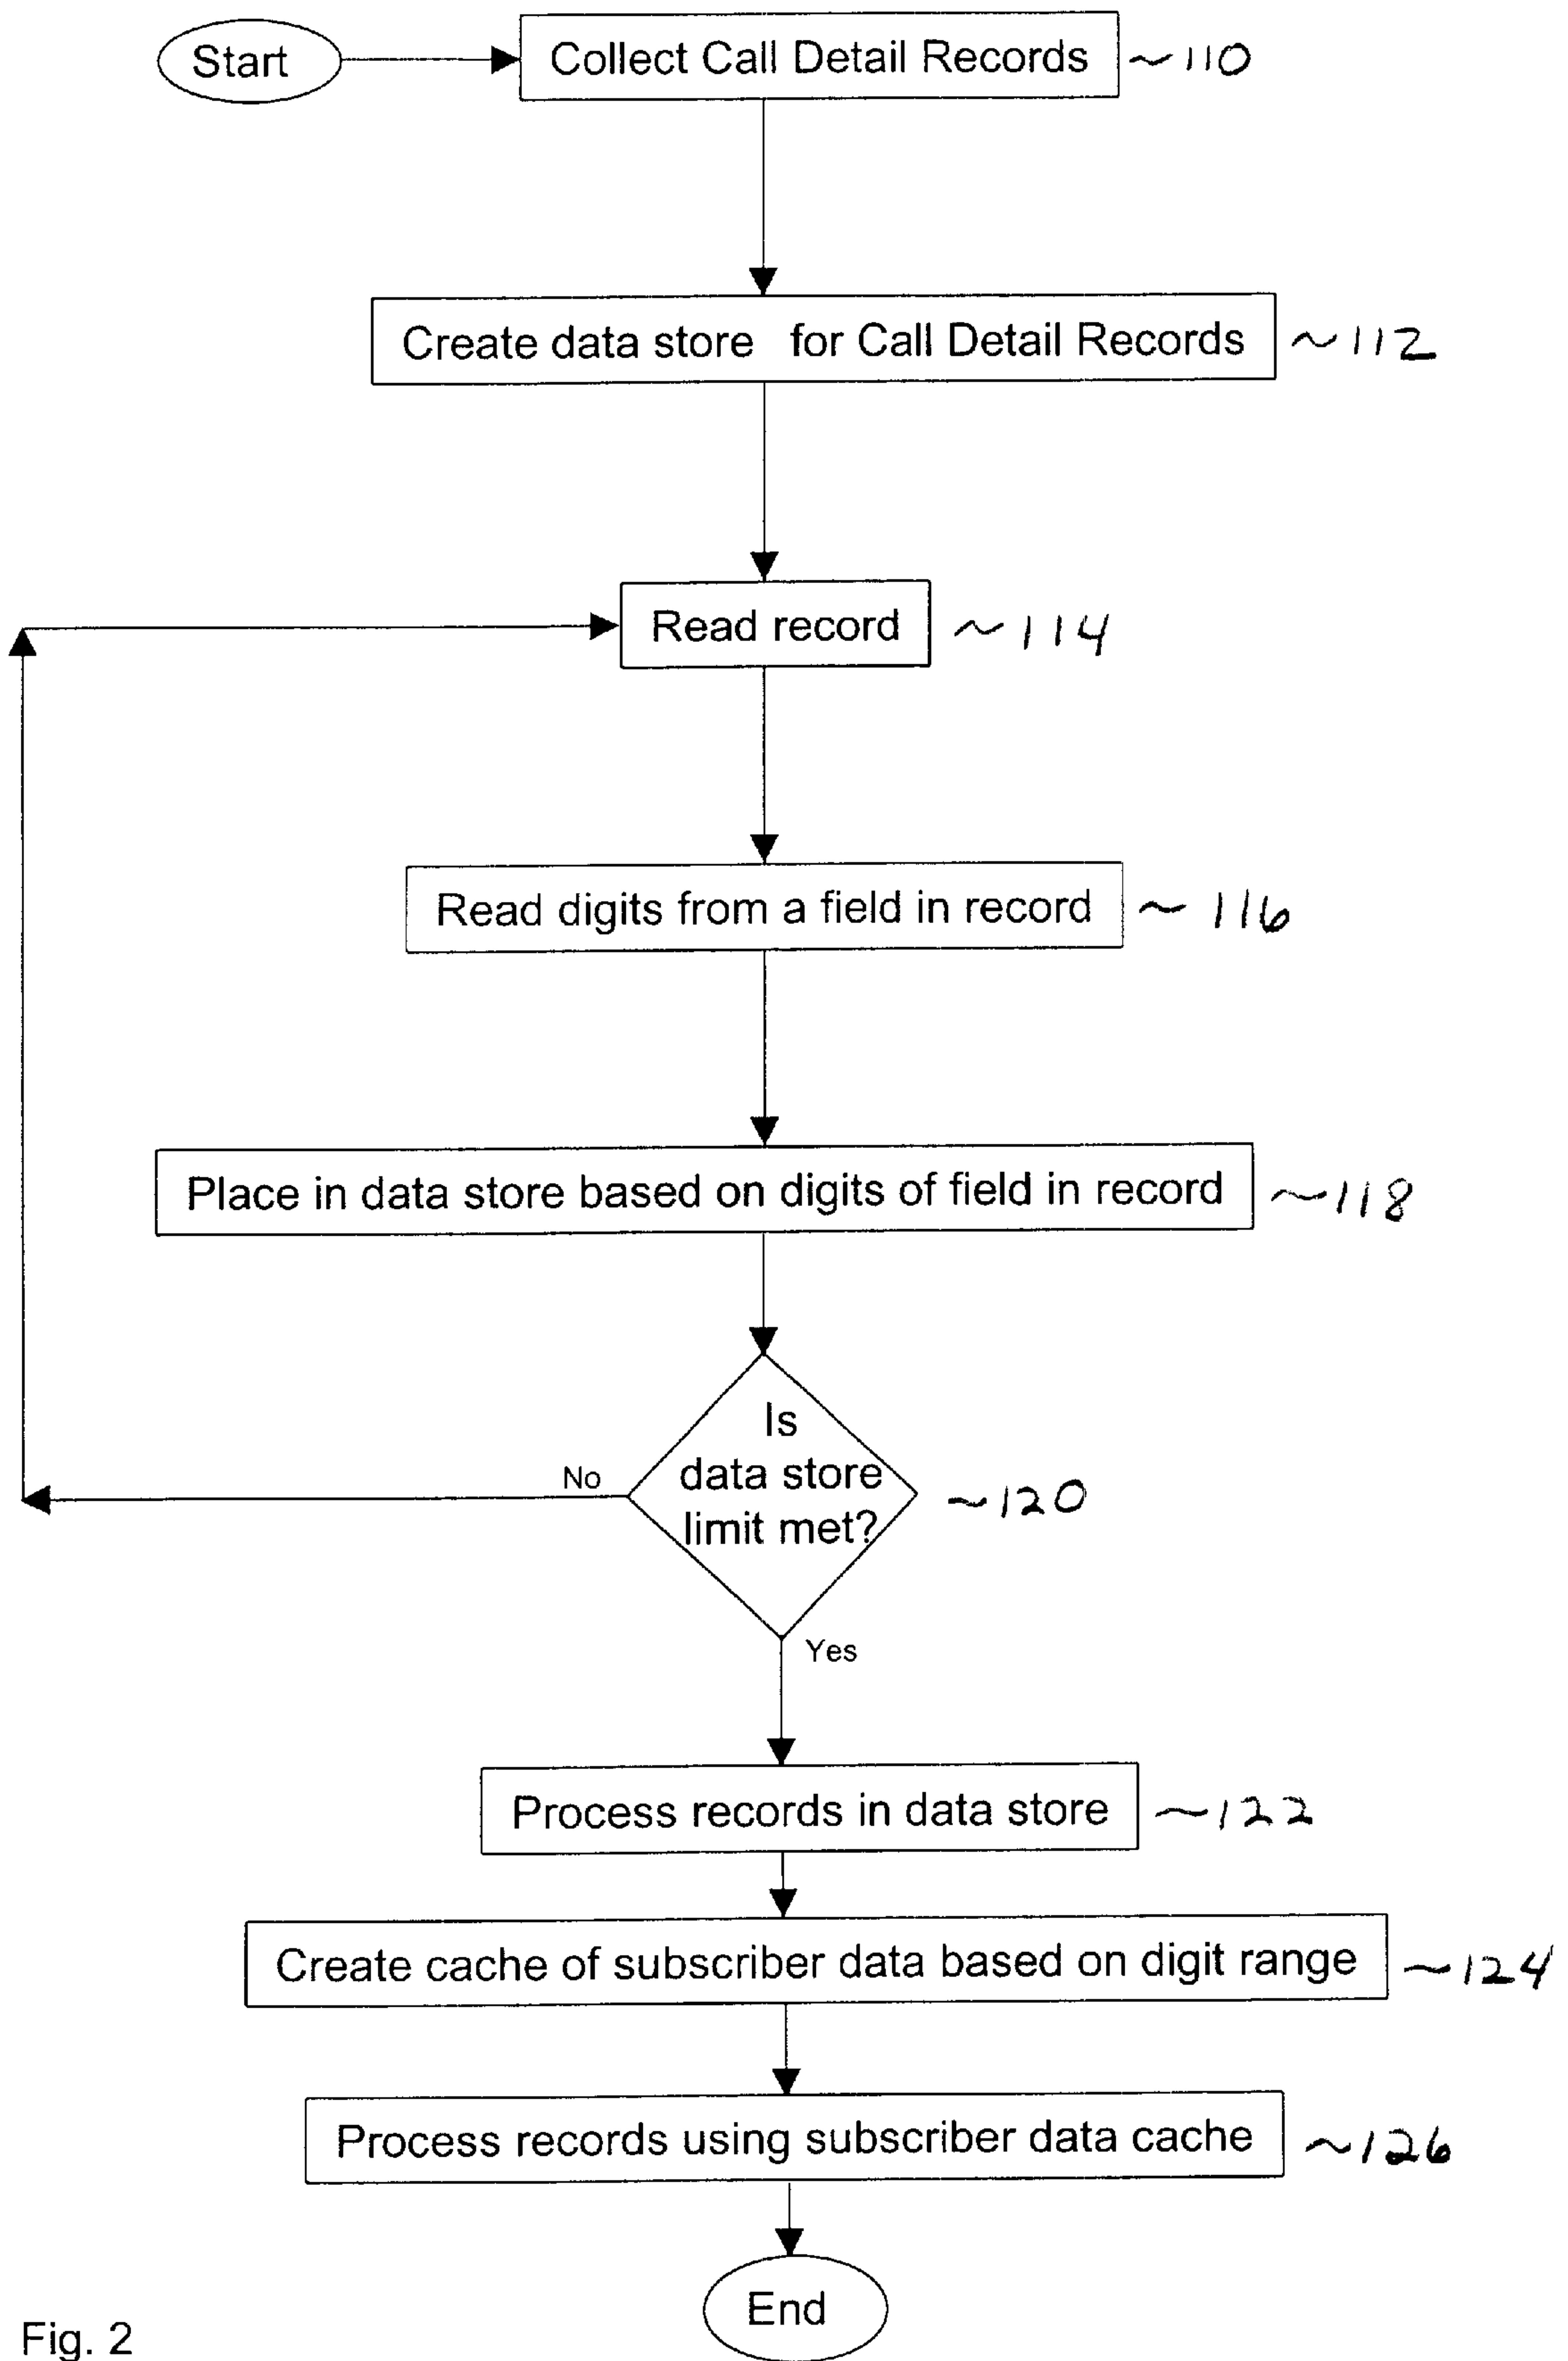 Start
Collect Call Detail Records ~110
Create data store for Call Detail Records ~112
Read record ~114
Read digits from a field in record ~116
Place in data store based on digits of field in record ~118
Is
data store
limit met?
No
~120
Yes
Process records in data store ~122
Create cache of subscriber data based on digit range ~124
Process records using subscriber data cache ~126
End
Fig. 2